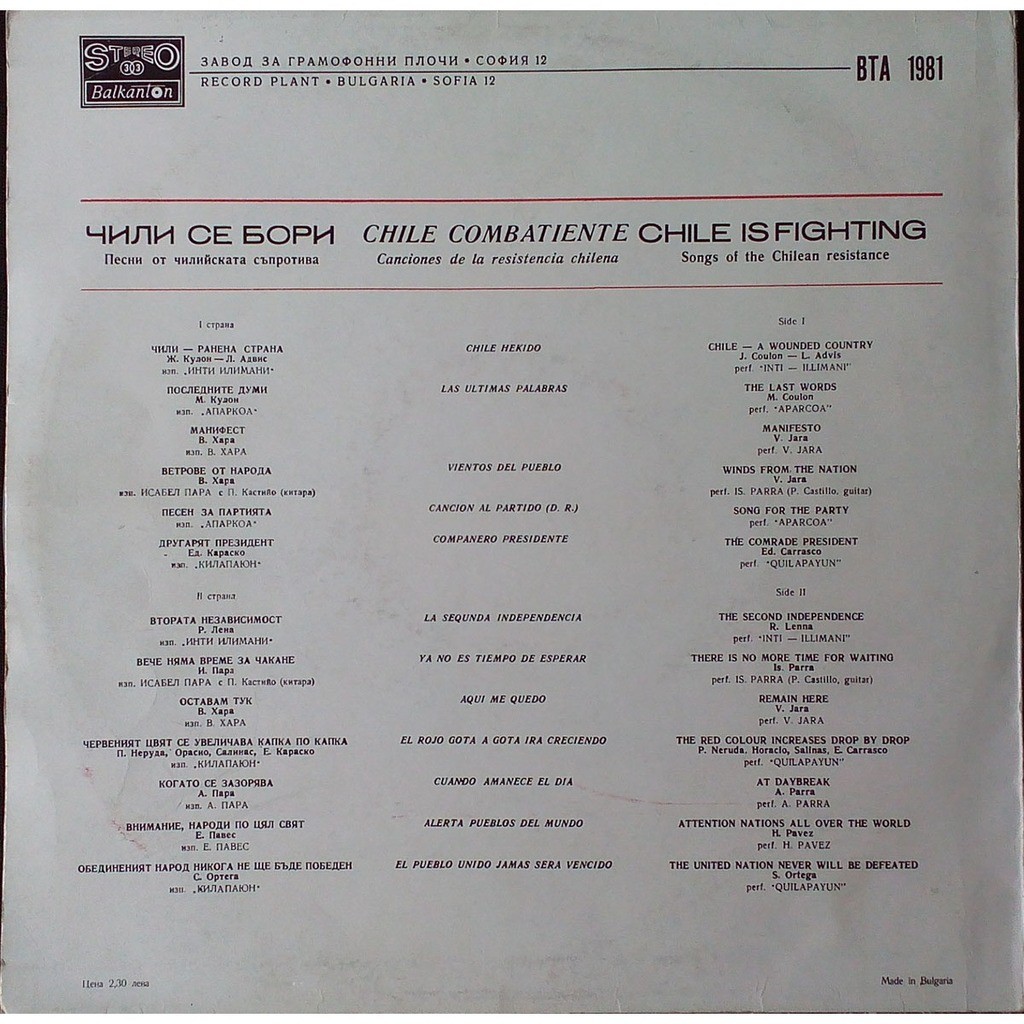 STEREO
303
Balkanton
ЗАВОД ЗА ГРАМОФОННИ ПЛОЧИ • СОФИЯ 12
RECORD PLANT • BULGARIA • SOFIA 12
ВТА 1981
ЧИЛИ СЕ БОРИ
Песни от чилийската съпротива
CHILE COMBATIENTE
Canciones de la resistencia chilena
CHILE IS FIGHTING
Songs of the Chilean resistance
I страна
ЧИЛИ — РАНЕНА СТРАНА
Ж. Кулон — Л. Адвис
изп. „ИНТИ ИЛИМАНИ“
ПОСЛЕДНИТЕ ДУМИ
М. Кулон
изп. „АПАРКОА“
МАНИФЕСТ
В. Хара
изп. В. ХАРА
ВЕТРОВЕ ОТ НАРОДА
В. Хара
изп. ИСАБЕЛ ПАРА с П. Кастийо (китара)
ПЕСЕН ЗА ПАРТИЯТА
изп. „АПАРКОА“
ДРУГАРЯТ ПРЕЗИДЕНТ
Ед. Караско
изп. „КИЛАПАЮН“
II страна
ВТОРАТА НЕЗАВИСИМОСТ
Р. Лена
изп. „ИНТИ ИЛИМАНИ“
ВЕЧЕ НЯМА ВРЕМЕ ЗА ЧАКАНЕ
И. Пара
изп. ИСАБЕЛ ПАРА с П. Кастийо (китара)
ОСТАВАМ ТУК
В. Хара
изп. В. ХАРА
ЧЕРВЕНИЯТ ЦВЯТ СЕ УВЕЛИЧАВА КАПКА ПО КАПКА
П. Неруда, Орасио, Салинас, Е. Караско
изп. „КИЛАПАЮН“
КОГАТО СЕ ЗАЗОРЯВА
А. Пара
изп. А. ПАРА
ВНИМАНИЕ, НАРОДИ ПО ЦЯЛ СВЯТ
Е. Павес
изп. Е. ПАВЕС
ОБЕДИНЕНИЯТ НАРОД НИКОГА НЕ ЩЕ БЪДЕ ПОБЕДЕН
С. Ортега
изп. „КИЛАПАЮН“
CHILE HEKIDO
LAS ULTIMAS PALABRAS
VIENTOS DEL PUEBLO
CANCION AL PARTIDO (D. R.)
COMPANERO PRESIDENTE
LA SEQUNDA INDEPENDENCIA
YA NO ES TIEMPO DE ESPERAR
AQUI ME QUEDO
EL ROJO GOTA A GOTA IRA CRECIENDO
CUANDO AMANECE EL DIA
ALERTA PUEBLOS DEL MUNDO
EL PUEBLO UNIDO JAMAS SERA VENCIDO
Side I
CHILE — A WOUNDED COUNTRY
J. Coulon — L. Advis
perf. "INTI — ILLIMANI"
THE LAST WORDS
M. Coulon
perf. "APARCOA"
MANIFESTO
V. Jara
perf. V. JARA
WINDS FROM THE NATION
V. Jara
perf. IS. PARRA (P. Castillo, guitar)
SONG FOR THE PARTY
perf. "APARCOA"
THE COMRADE PRESIDENT
Ed. Carrasco
perf. "QUILAPAYUN"
Side II
THE SECOND INDEPENDENCE
R. Lenna
perf. "INTI — ILLIMANI"
THERE IS NO MORE TIME FOR WAITING
Is. Parra
perf. IS. PARRA (P. Castillo, guitar)
REMAIN HERE
V. Jara
perf. V. JARA
THE RED COLOUR INCREASES DROP BY DROP
P. Neruda, Horacio, Salinas, E. Carrasco
perf. "QUILAPAYUN"
AT DAYBREAK
A. Parra
perf. A. PARRA
ATTENTION NATIONS ALL OVER THE WORLD
H. Pavez
perf. H. PAVEZ
THE UNITED NATION NEVER WILL BE DEFEATED
S. Ortega
perf. "QUILAPAYUN"
Цена 2,30 лева
Made in Bulgaria